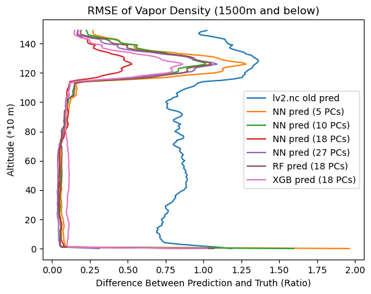 RMSE of Vapor Density (1500m and below)
Altitude (*10 m)
140
120
100
80
60
40
20
0
lv2.nc old pred
NN pred (5 PCs)
NN pred (10 PCs)
NN pred (18 PCs)
NN pred (27 PCs)
RF pred (18 PCs)
XGB pred (18 PCs)
0.00 0.25 0.50 0.75 1.00 1.25 1.50 1.75 2.00
Difference Between Prediction and Truth (Ratio)